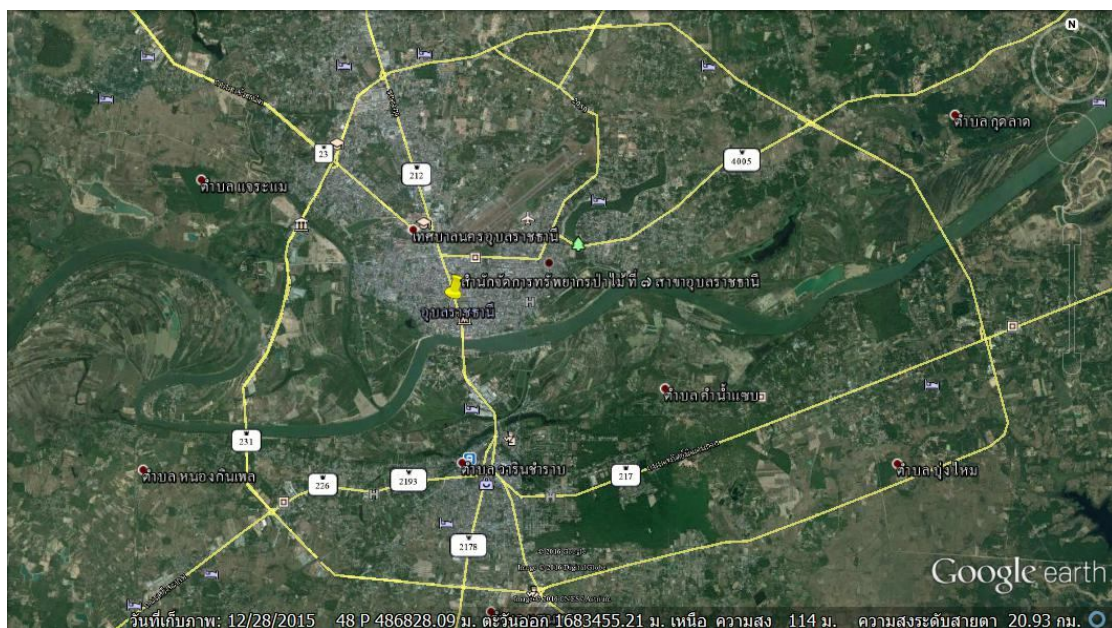 N
ตำบล กุดลาด
23
4005
212
ตำบล แจระแม
เทศบาลนครอุบลราชธานี
สำนักจัดการทรัพยากรป่าไม้ ที่ ๗ สาขาอุบลราชธานี
อุบลราชธานี
ตำบล คำน้ำแซบ
231
ตำบล หนองกินเพล
ตำบล วารินชำราบ
ตำบล บุ่งไหม
226
2193
217
2178
© 2016 Google
Image © 2016 DigitalGlobe
Google earth
วันที่เก็บภาพ: 12/28/2015 48 P 486828.09 ม. ตะวันออก 1683455.21 ม. เหนือ ความสูง 114 ม. ความสูงระดับสายตา 20.93 กม.